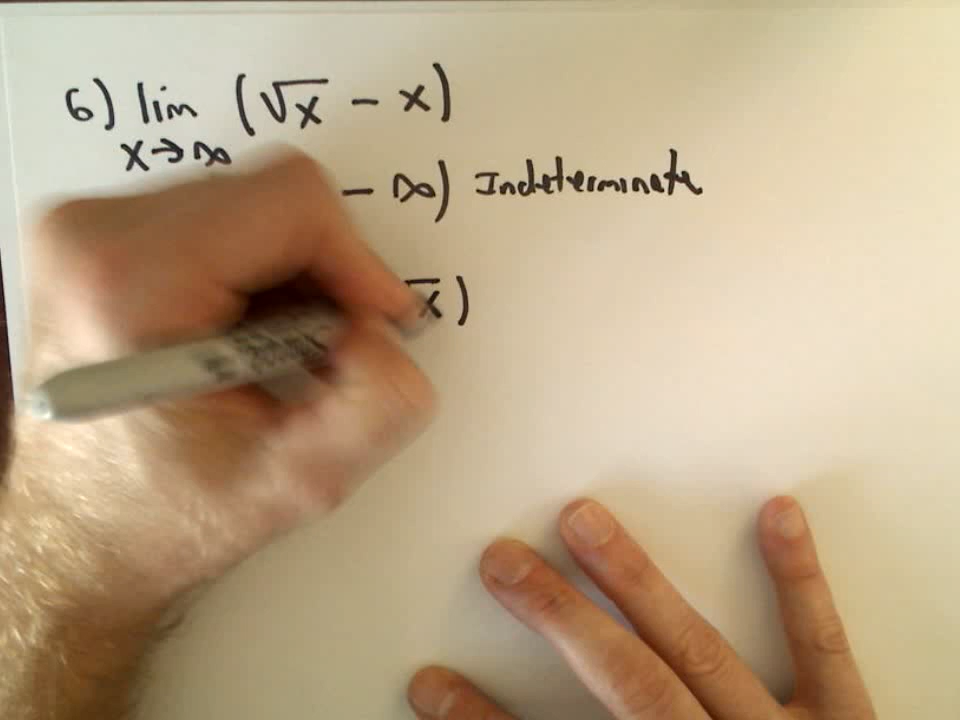 6) lim (√x - x)
x→∞
- ∞) Indeterminate
√x)